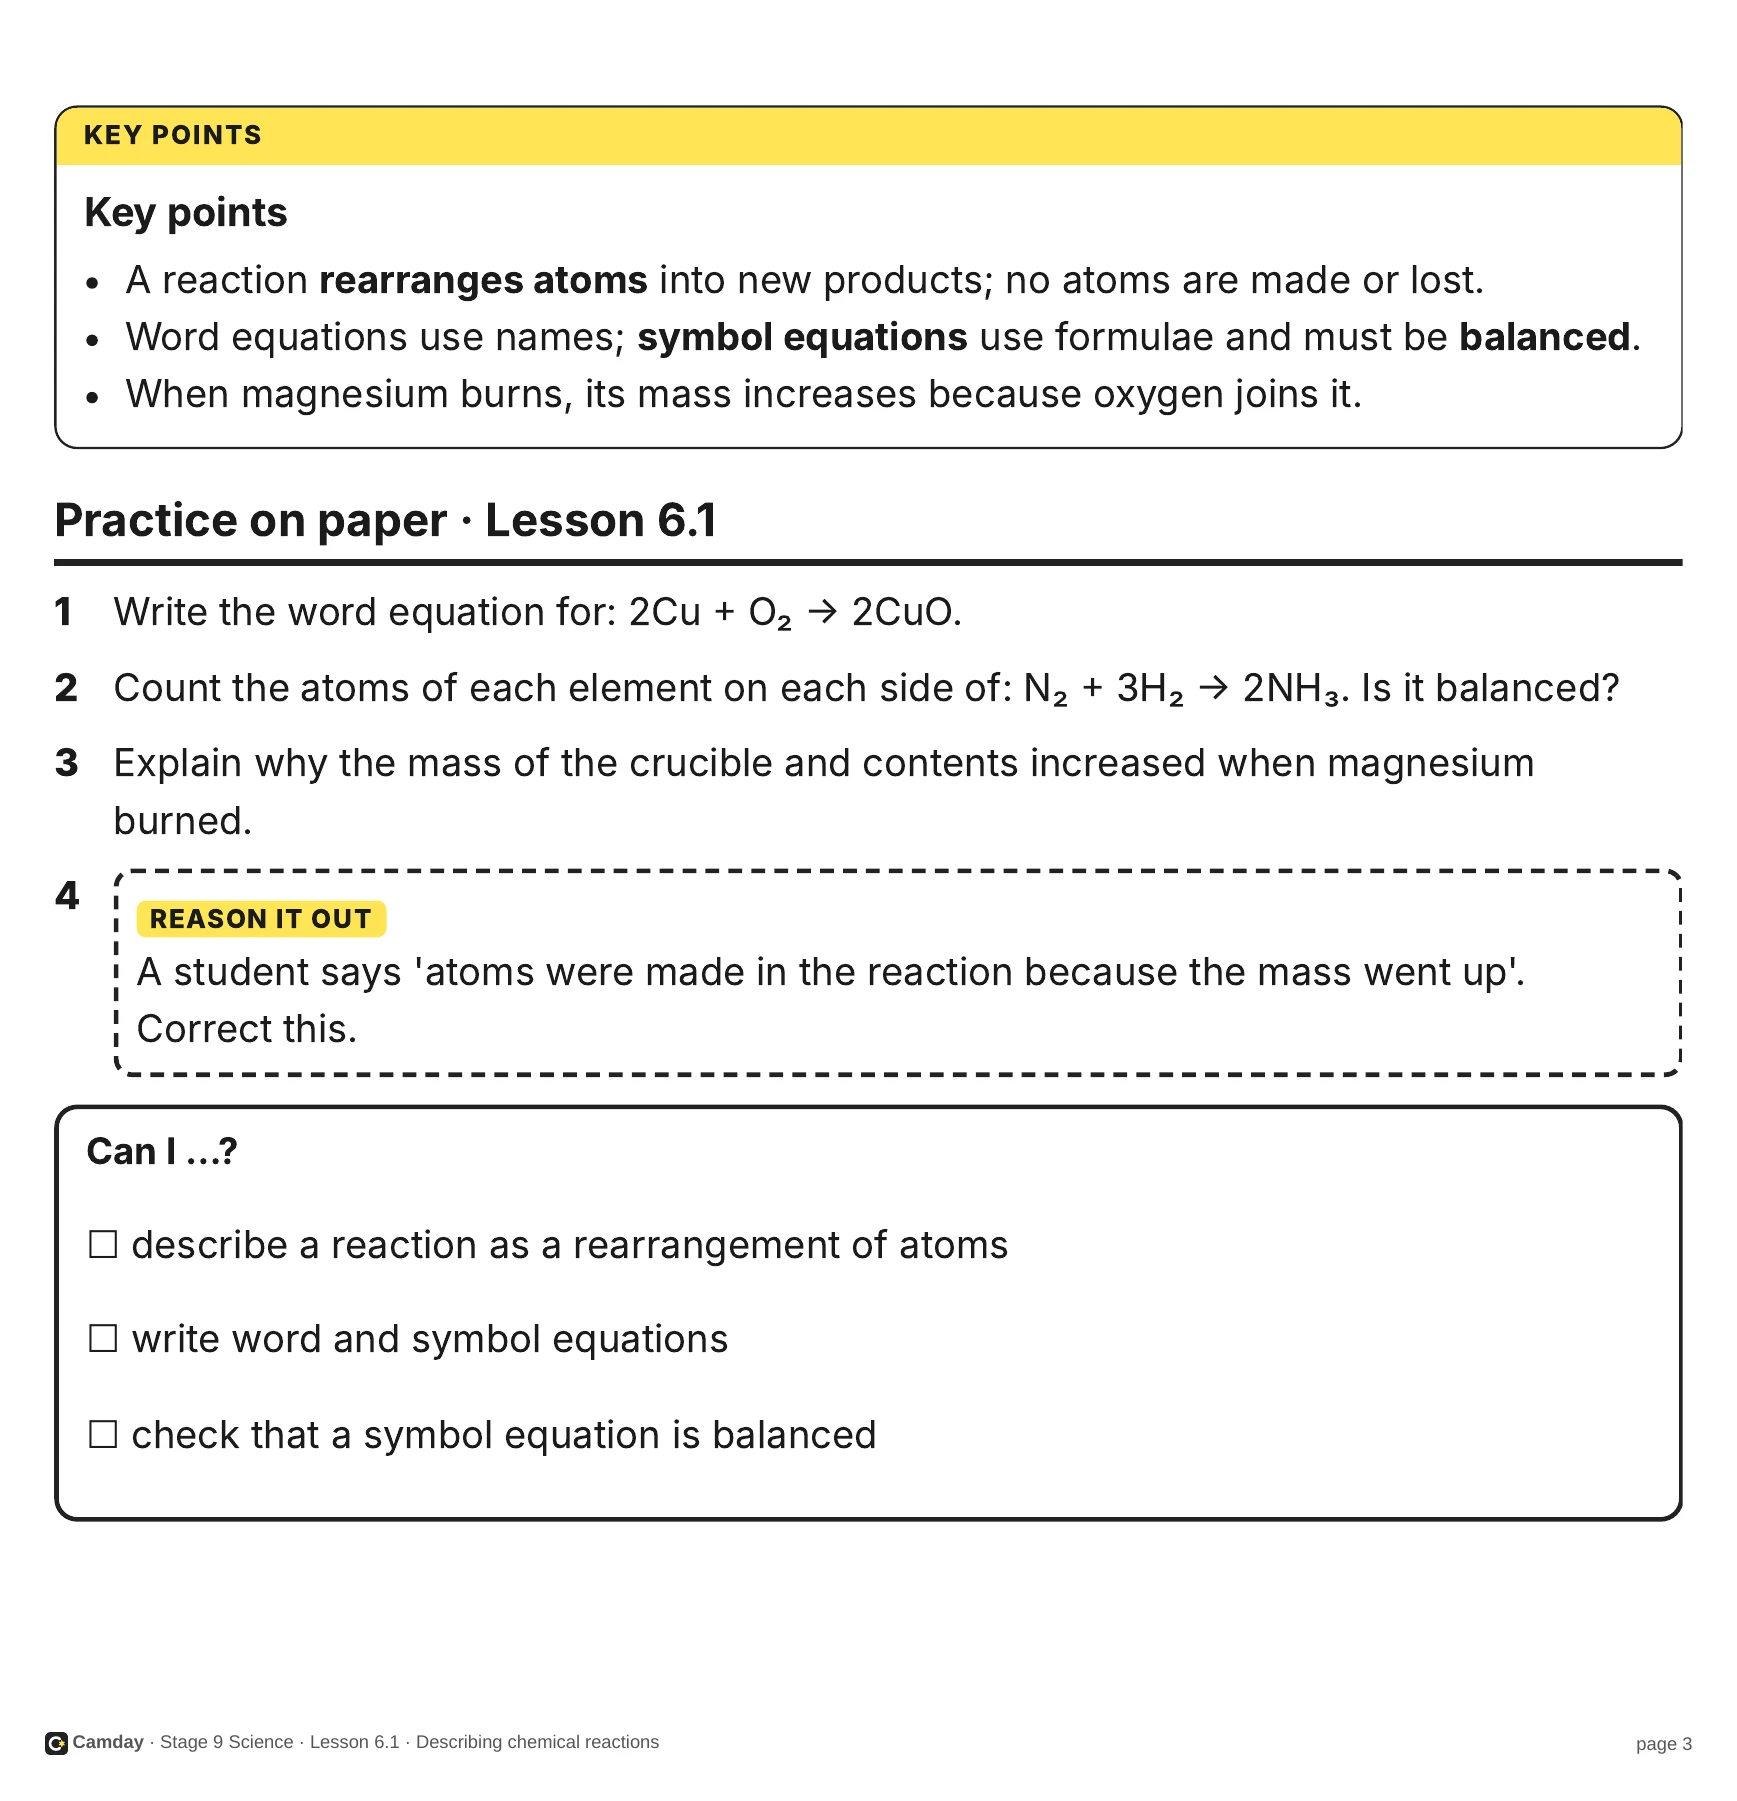 KEY POINTS
Key points
• A reaction rearranges atoms into new products; no atoms are made or lost.
• Word equations use names; symbol equations use formulae and must be balanced.
• When magnesium burns, its mass increases because oxygen joins it.
Practice on paper · Lesson 6.1
1 Write the word equation for: 2Cu + O₂ → 2CuO.
2 Count the atoms of each element on each side of: N₂ + 3H₂ → 2NH₃. Is it balanced?
3 Explain why the mass of the crucible and contents increased when magnesium
burned.
4 REASON IT OUT
A student says 'atoms were made in the reaction because the mass went up'.
Correct this.
Can I ...?
☐ describe a reaction as a rearrangement of atoms
☐ write word and symbol equations
☐ check that a symbol equation is balanced
Camday · Stage 9 Science · Lesson 6.1 · Describing chemical reactions
page 3